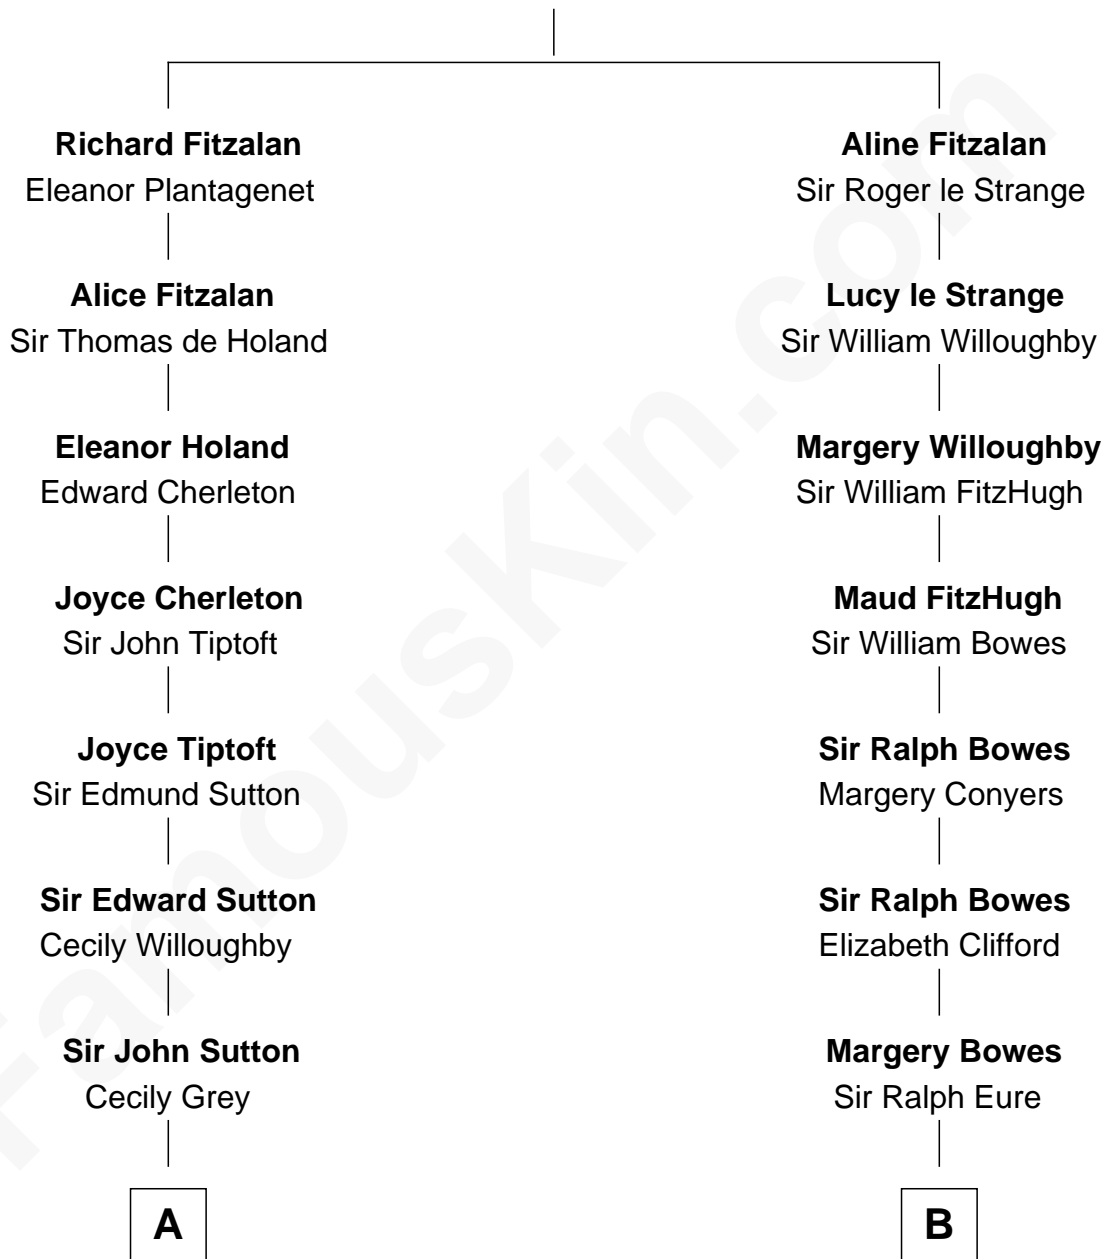 Richard Fitzalan
Eleanor Plantagenet
Alice Fitzalan
Sir Thomas de Holand
Eleanor Holand
Edward Cherleton
Joyce Cherleton
Sir John Tiptoft
Joyce Tiptoft
Sir Edmund Sutton
Sir Edward Sutton
Cecily Willoughby
Sir John Sutton
Cecily Grey
A
Aline Fitzalan
Sir Roger le Strange
Lucy le Strange
Sir William Willoughby
Margery Willoughby
Sir William FitzHugh
Maud FitzHugh
Sir William Bowes
Sir Ralph Bowes
Margery Conyers
Sir Ralph Bowes
Elizabeth Clifford
Margery Bowes
Sir Ralph Eure
B
FamousKin.com